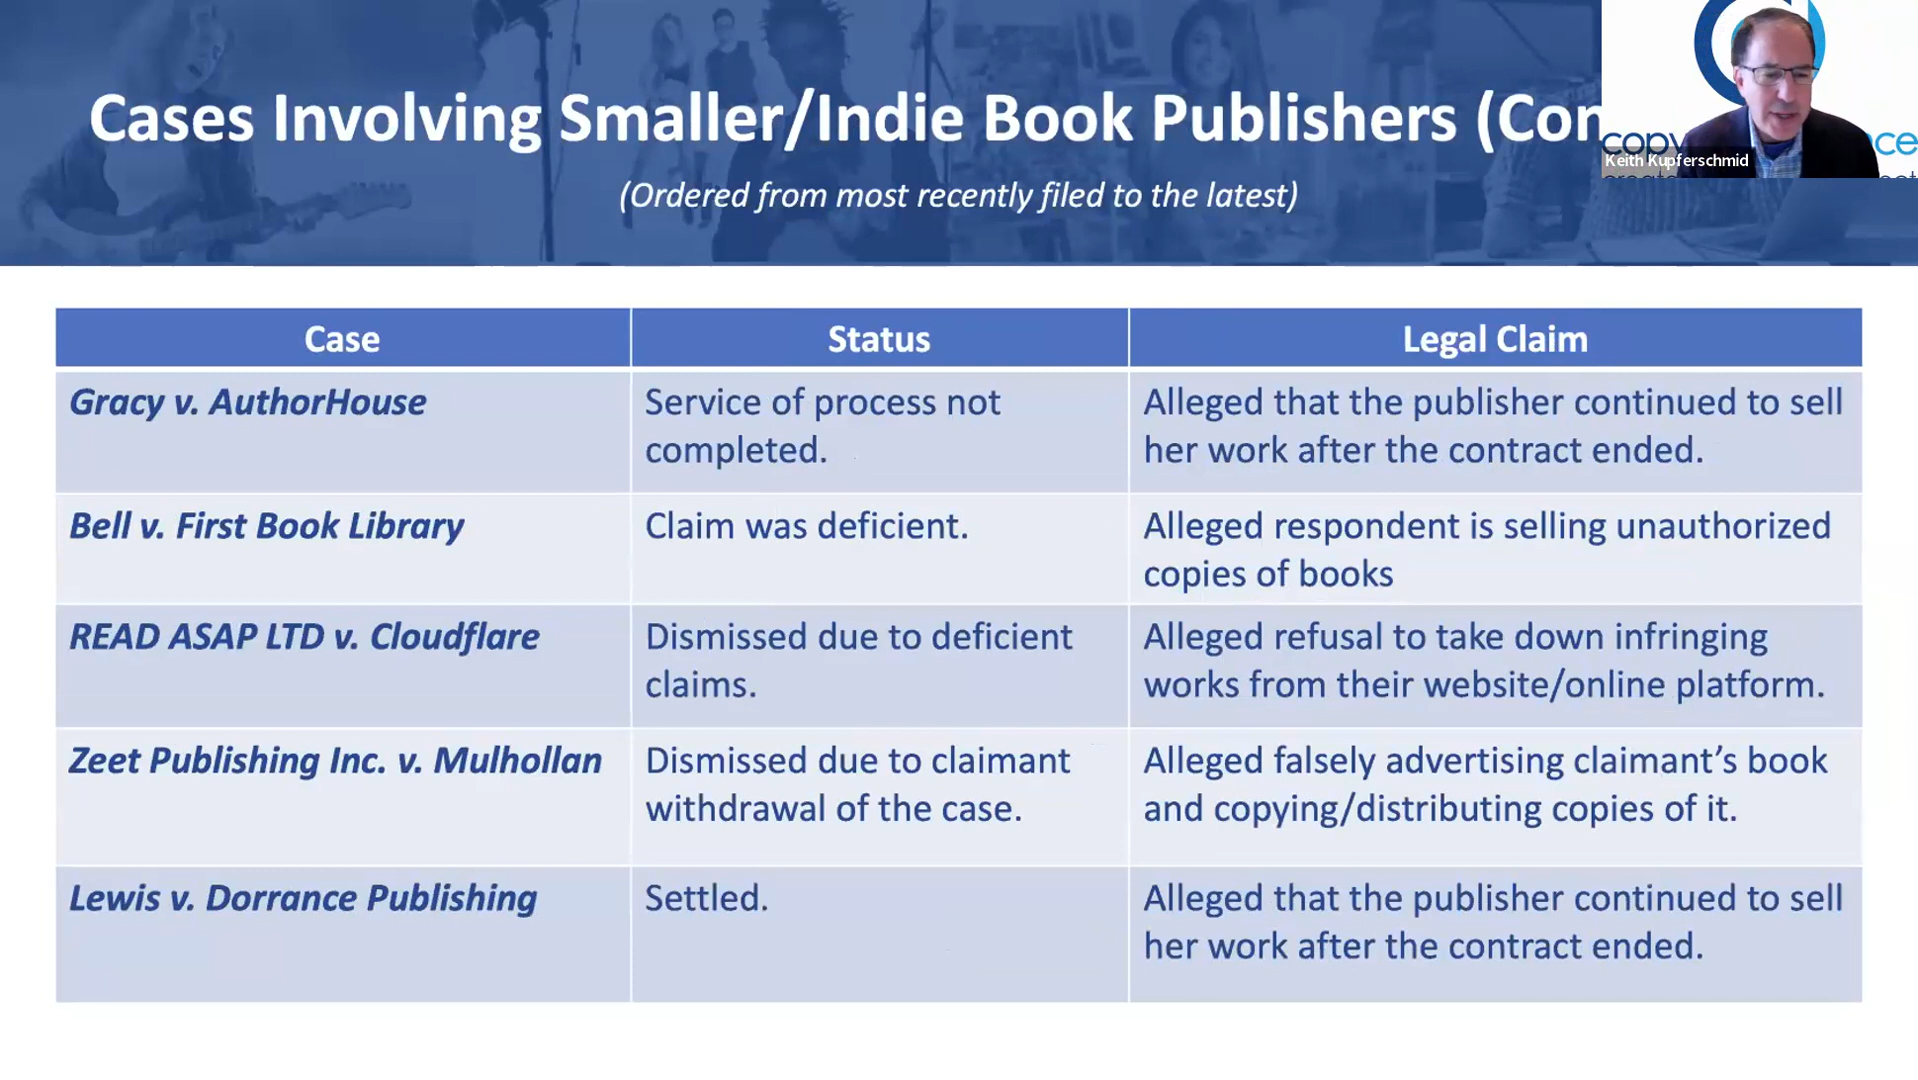 Cases Involving Smaller/Indie Book Publishers (Con
(Ordered from most recently filed to the latest)
Keith Kupferschmid
Case Status Legal Claim
Gracy v. AuthorHouse
Service of process not
completed.
Alleged that the publisher continued to sell
her work after the contract ended.
Bell v. First Book Library
Claim was deficient.
Alleged respondent is selling unauthorized
copies of books
READ ASAP LTD v. Cloudflare
Dismissed due to deficient
claims.
Alleged refusal to take down infringing
works from their website/online platform.
Zeet Publishing Inc. v. Mulhollan
Dismissed due to claimant
withdrawal of the case.
Alleged falsely advertising claimant’s book
and copying/distributing copies of it.
Lewis v. Dorrance Publishing
Settled.
Alleged that the publisher continued to sell
her work after the contract ended.